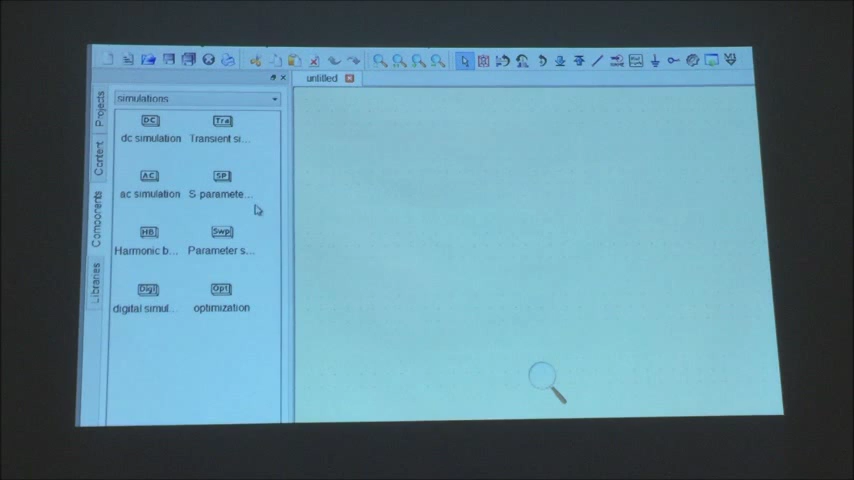 untitled
simulations
Projects
Content
Components
Libraries
DC
Tra
dc simulation
Transient si...
AC
SP
ac simulation
S paramete...
HB
Swp
Harmonic b...
Parameter s...
Digi
Opt
digital simul...
optimization